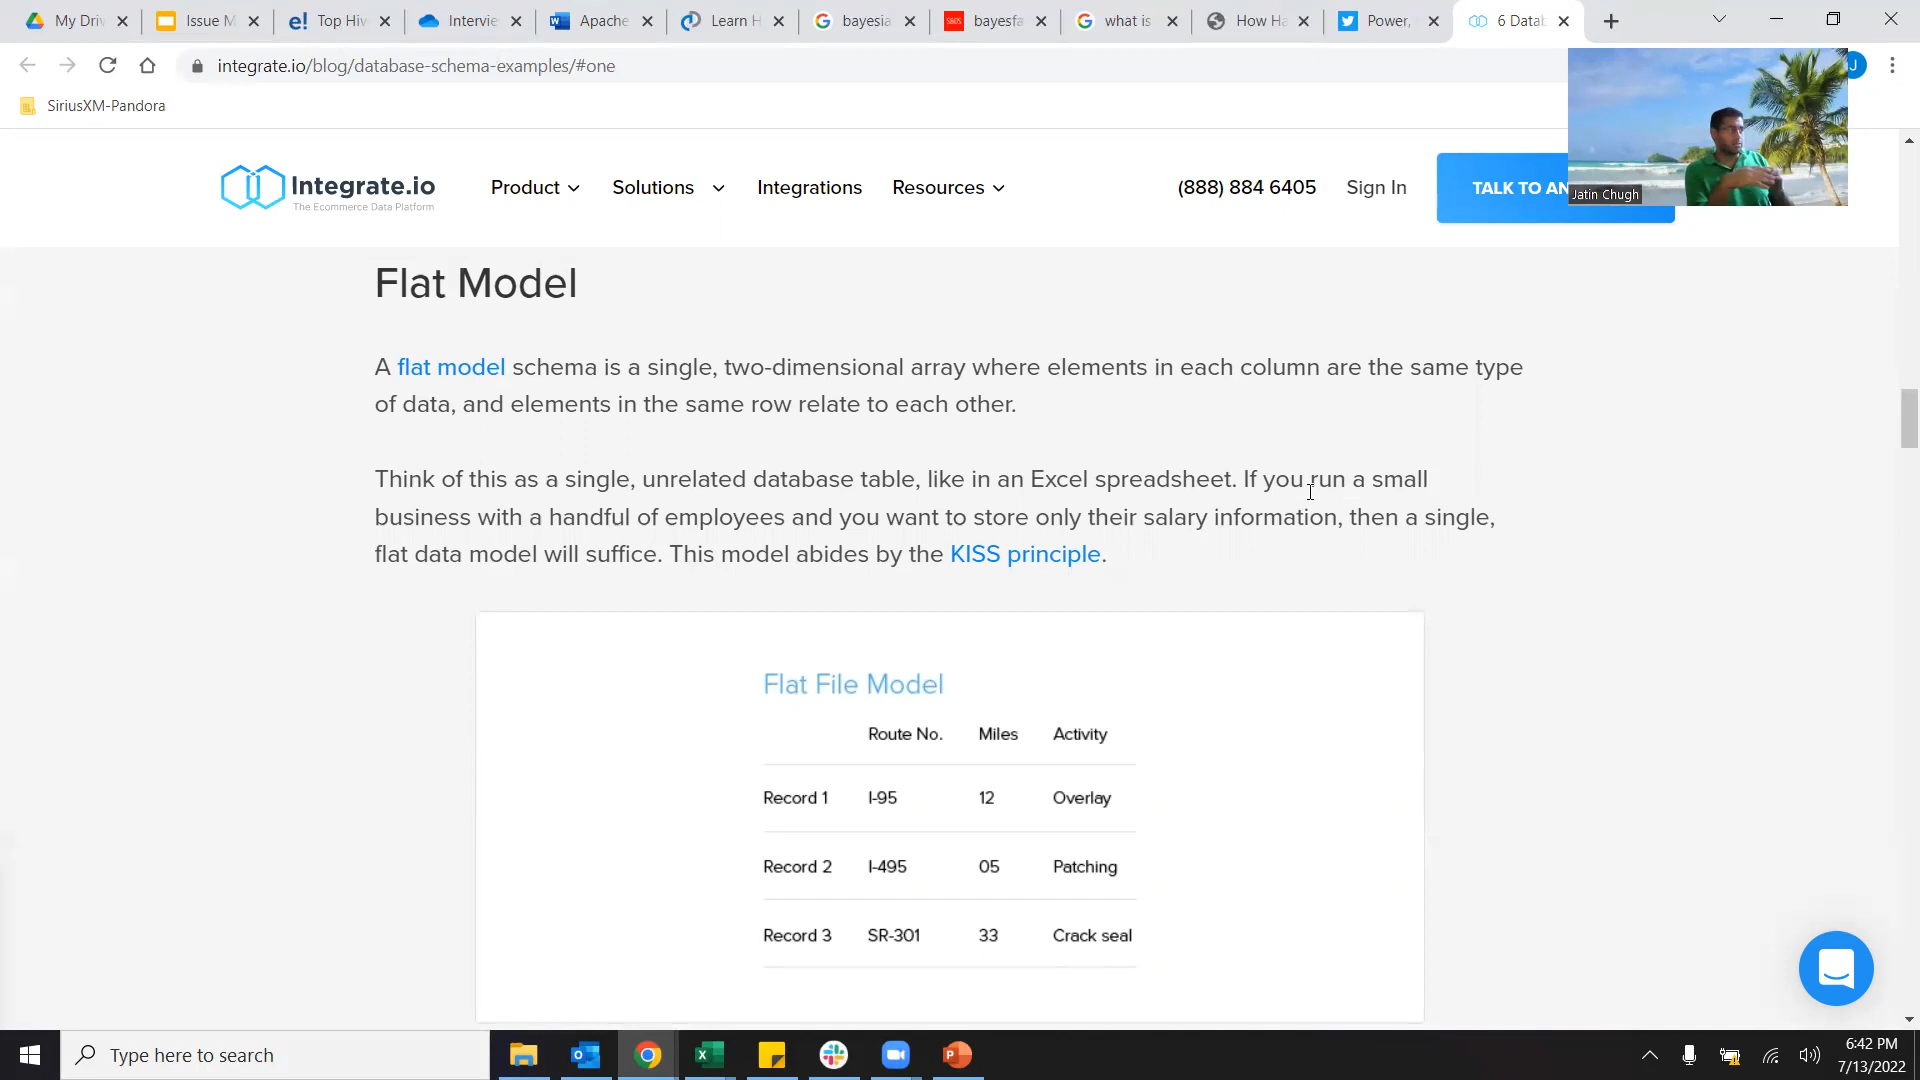 My Driv
Issue M
Top Hiv
Intervie
Apache
Learn H
bayesia
bayesfa
what is
How Ha
Power,
6 Datab
integrate.io/blog/database-schema-examples/#one
J
SiriusXM-Pandora
Integrate.io
The Ecommerce Data Platform
Product
Solutions
Integrations
Resources
(888) 884 6405
Sign In
TALK TO AN
Jatin Chugh
Flat Model
A flat model schema is a single, two-dimensional array where elements in each column are the same type
of data, and elements in the same row relate to each other.
Think of this as a single, unrelated database table, like in an Excel spreadsheet. If you run a small
business with a handful of employees and you want to store only their salary information, then a single,
flat data model will suffice. This model abides by the KISS principle.
Flat File Model
Route No. Miles Activity
Record 1 I-95 12 Overlay
Record 2 I-495 05 Patching
Record 3 SR-301 33 Crack seal
Type here to search
6:42 PM
7/13/2022